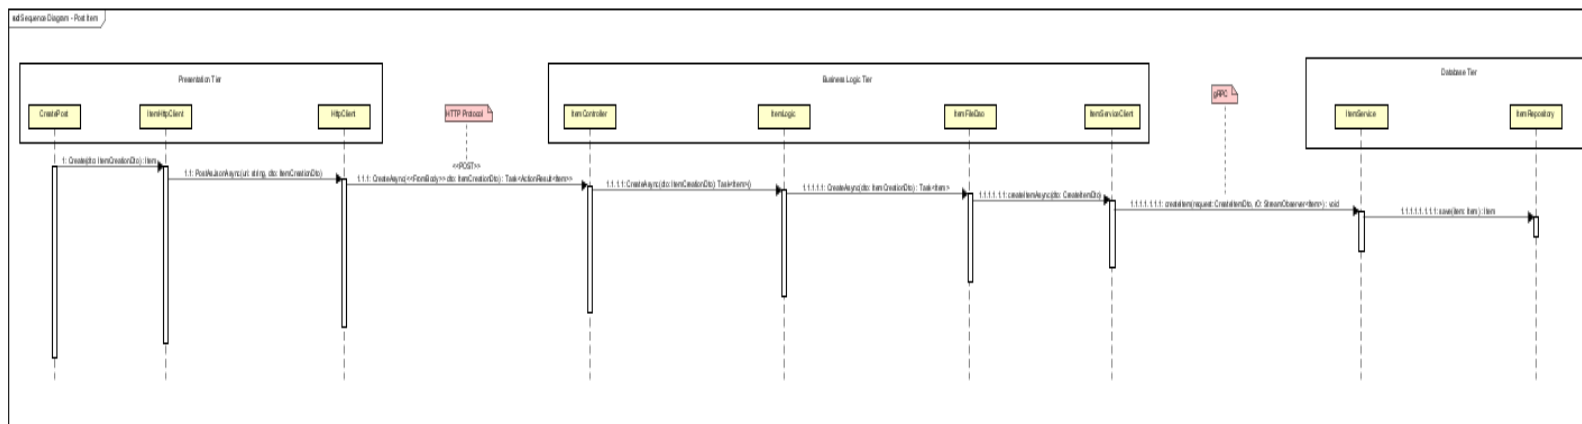 sd Sequence Diagram - Post Item
Presentation Tier
Business Logic Tier
Database Tier
CreatePost
ItemHttpClient
HttpClient
HTTP Protocol
ItemController
ItemLogic
ItemFileDao
ItemServiceClient
gRPC
ItemService
ItemRepository
1: Create(dto: ItemCreationDto) : Item
1.1: PostAsJsonAsync(uri: string, dto: ItemCreationDto)
<<POST>>
1.1.1: CreateAsync(<<FromBody>> dto: ItemCreationDto) : Task<ActionResult<Item>>
1.1.1.1: CreateAsync(dto: ItemCreationDto) Task<Item>()
1.1.1.1.1: CreateAsync(dto: ItemCreationDto) : Task<Item>
1.1.1.1.1.1: createItemAsync(dto: CreateItemDto)
1.1.1.1.1.1.1: createItem(request: CreateItemDto, rO: StreamObserver<Item>) : void
1.1.1.1.1.1.1.1: save(item: Item) : Item